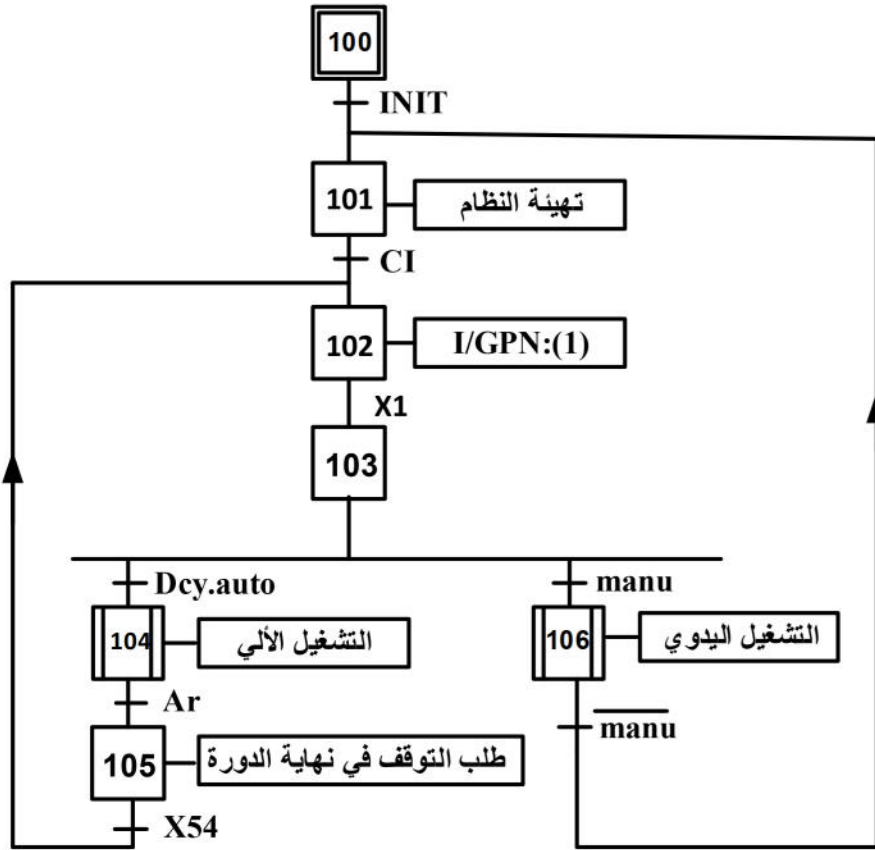 100
INIT
101
تهيئة النظام
CI
102
I/GPN:(1)
X1
103
Dcy.auto
manu
104
التشغيل الألي
106
التشغيل اليدوي
Ar
manu
105
طلب التوقف في نهاية الدورة
X54